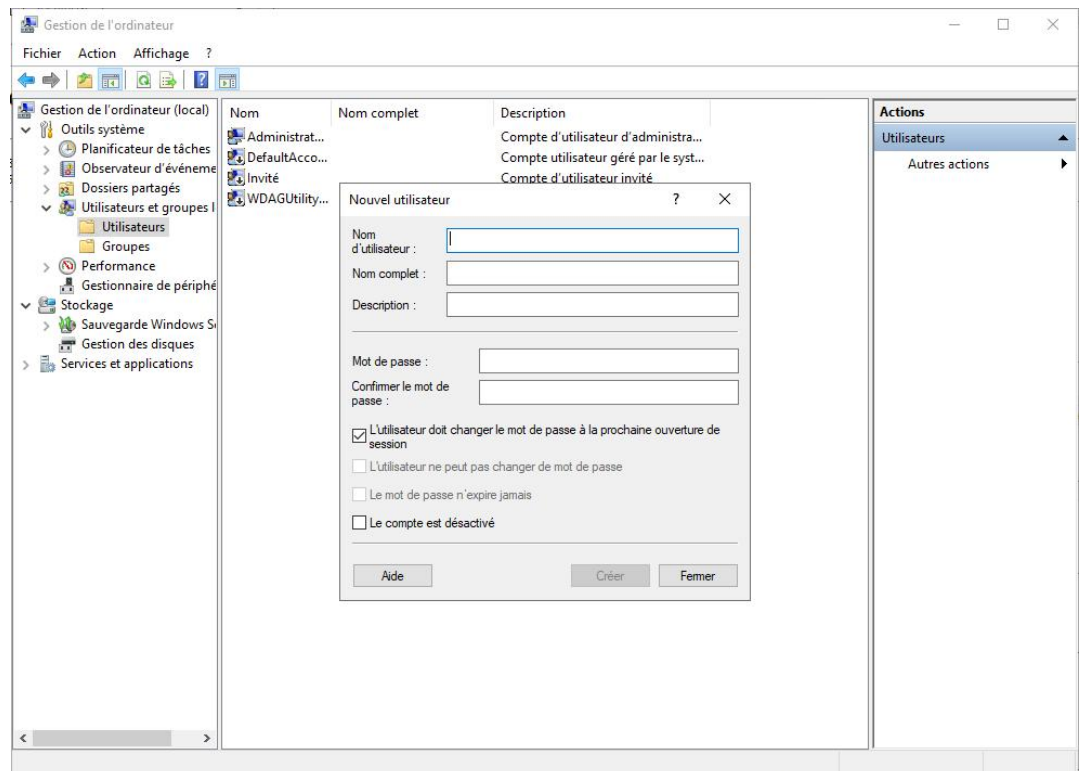 Gestion de l'ordinateur
Fichier Action Affichage ?
Gestion de l'ordinateur (local)
Outils système
Planificateur de tâches
Observateur d'événeme
Dossiers partagés
Utilisateurs et groupes l
Utilisateurs
Groupes
Performance
Gestionnaire de périphé
Stockage
Sauvegarde Windows Se
Gestion des disques
Services et applications
Nom Nom complet Description
Administrat... Compte d'utilisateur d'administra...
DefaultAcco... Compte utilisateur géré par le syst...
Invité Compte d'utilisateur invité
WDAGUtility...
Nouvel utilisateur ?
Nom
d'utilisateur :
Nom complet :
Description :
Mot de passe :
Confirmer le mot de
passe :
L'utilisateur doit changer le mot de passe à la prochaine ouverture de
session
L'utilisateur ne peut pas changer de mot de passe
Le mot de passe n'expire jamais
Le compte est désactivé
Aide Créer Fermer
Actions
Utilisateurs
Autres actions